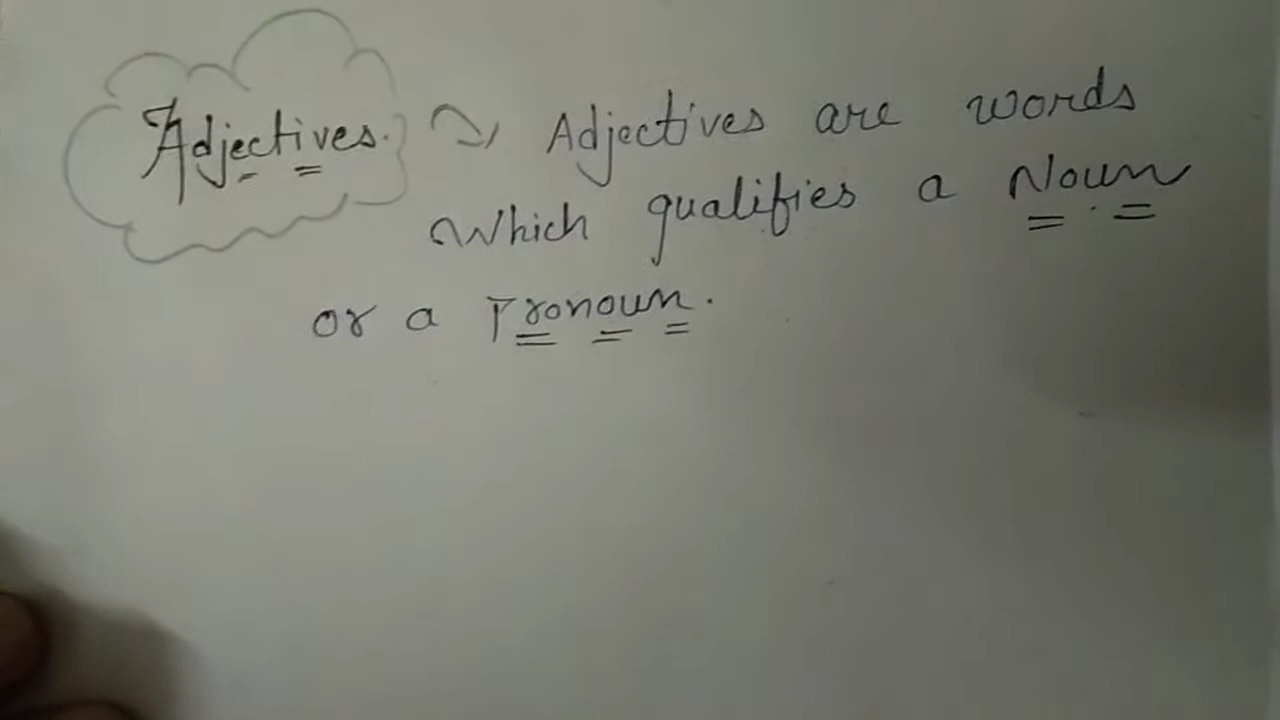 Adjectives. Adjectives are words
which qualifies a Noun
or a Pronoun.